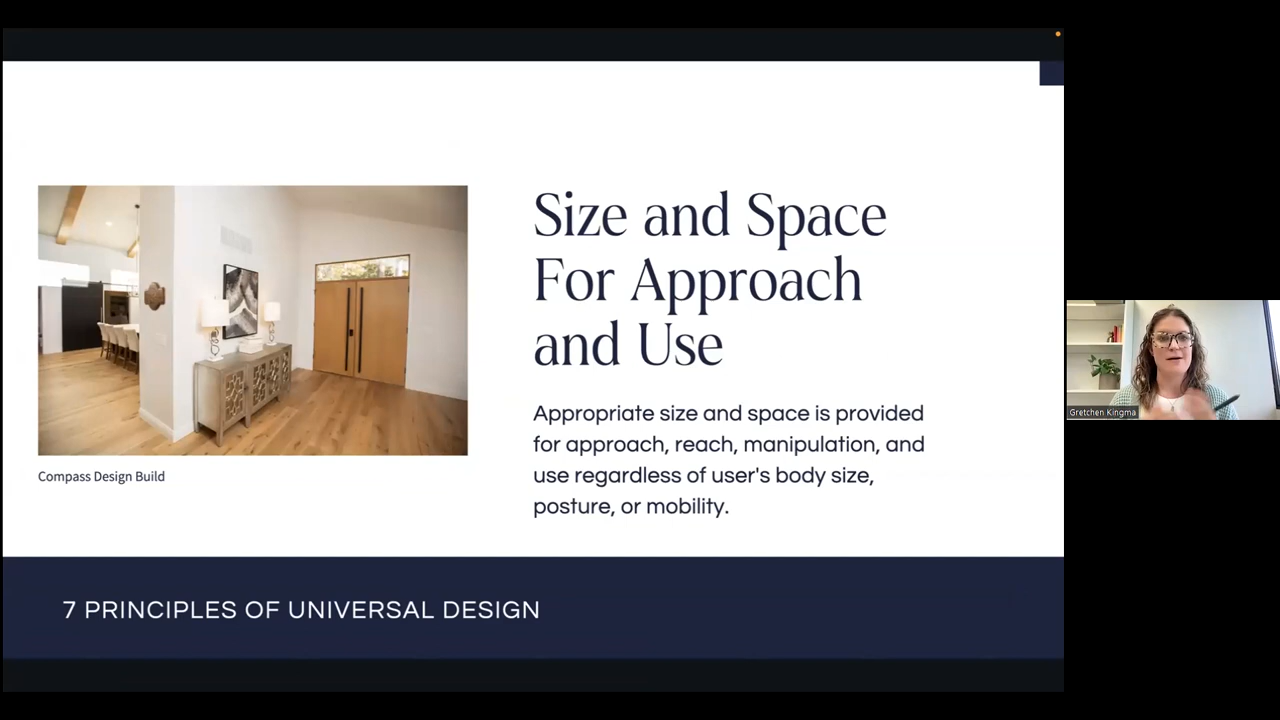 Size and Space
For Approach
and Use
Appropriate size and space is provided
for approach, reach, manipulation, and
use regardless of user's body size,
posture, or mobility.
Compass Design Build
7 PRINCIPLES OF UNIVERSAL DESIGN
Gretchen Kingma